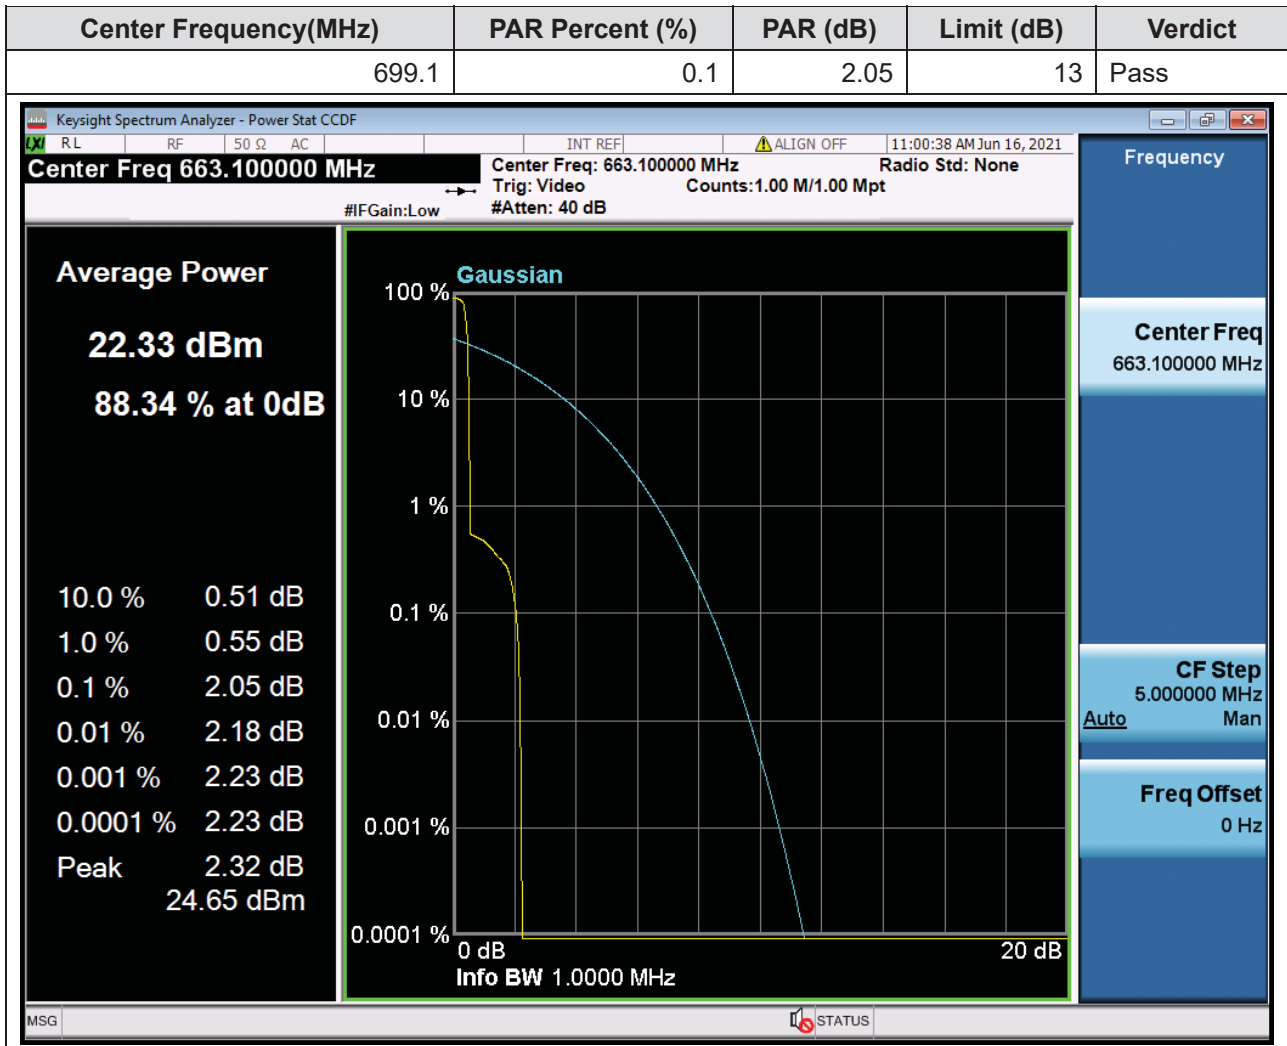 Center Frequency(MHz) PAR Percent (%) PAR (dB) Limit (dB) Verdict
699.1 0.1 2.05 13 Pass
Keysight Spectrum Analyzer - Power Stat CCDF
LXI RL RF 50 Ω AC INT REF ALIGN OFF 11:00:38 AM Jun 16, 2021
Center Freq 663.100000 MHz
Center Freq: 663.100000 MHz Radio Std: None
Trig: Video Counts:1.00 M/1.00 Mpt
#IFGain:Low #Atten: 40 dB
Average Power
22.33 dBm
88.34 % at 0dB
10.0 % 0.51 dB
1.0 % 0.55 dB
0.1 % 2.05 dB
0.01 % 2.18 dB
0.001 % 2.23 dB
0.0001 % 2.23 dB
Peak 2.32 dB
24.65 dBm
Gaussian
100 %
10 %
1 %
0.1 %
0.01 %
0.001 %
0.0001 %
0 dB 20 dB
Info BW 1.0000 MHz
Frequency
Center Freq
663.100000 MHz
CF Step
5.000000 MHz
Auto Man
Freq Offset
0 Hz
MSG STATUS